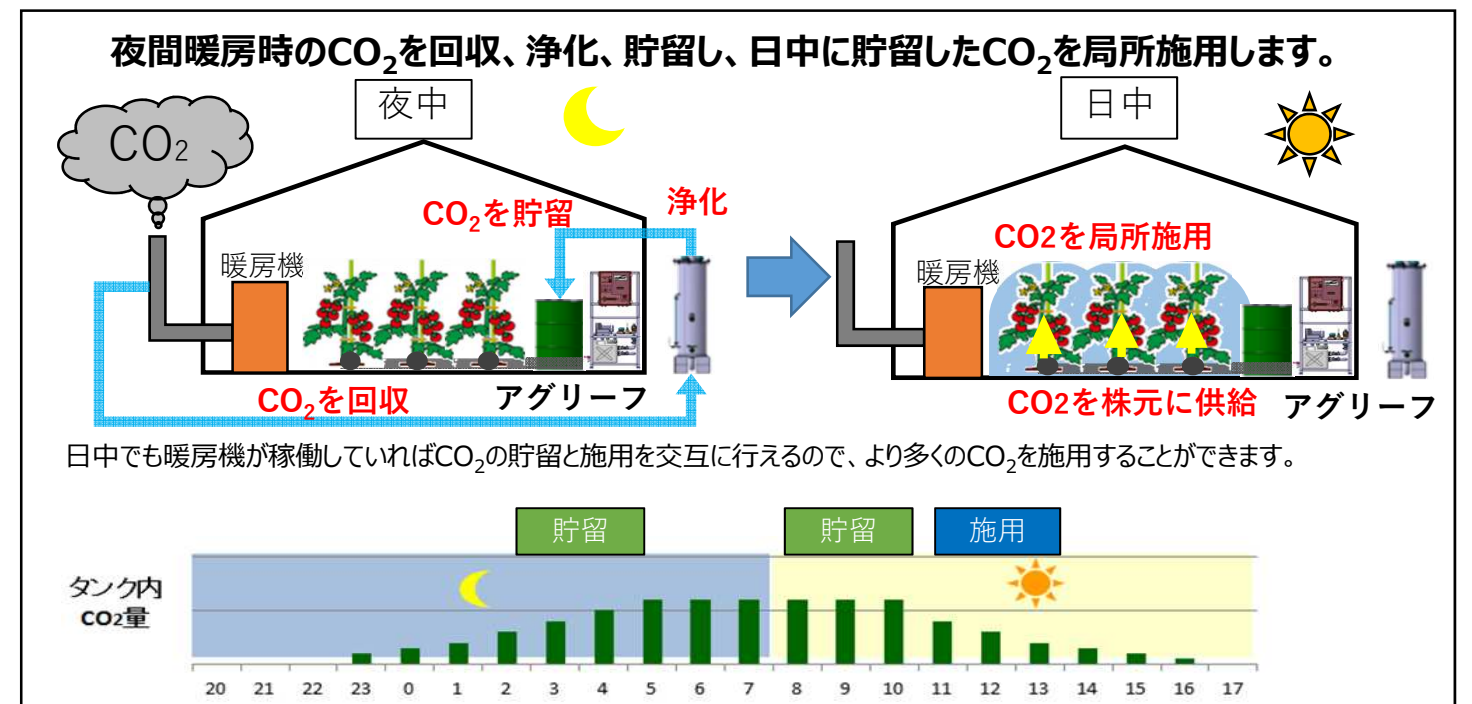 夜間暖房時のCO₂を回収、浄化、貯留し、日中に貯留したCO₂を局所施用します。
夜中
日中
CO₂
CO₂を貯留
浄化
暖房機
CO₂を回収
アグリーフ
CO2を局所施用
暖房機
CO2を株元に供給
アグリーフ
日中でも暖房機が稼働していればCO₂の貯留と施用を交互に行えるので、より多くのCO₂を施用することができます。
貯留
貯留
施用
タンク内
CO2量
20 21 22 23 0 1 2 3 4 5 6 7 8 9 10 11 12 13 14 15 16 17